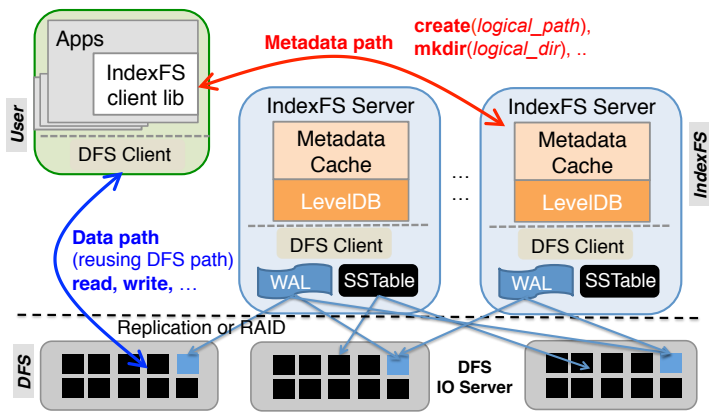 Apps
IndexFS
client lib
DFS Client
User
Metadata path
create(logical_path),
mkdir(logical_dir), ..
IndexFS Server
Metadata
Cache
LevelDB
DFS Client
WAL
SSTable
...
...
IndexFS Server
Metadata
Cache
LevelDB
DFS Client
WAL
SSTable
IndexFS
Data path
(reusing DFS path)
read, write, ...
Replication or RAID
DFS
DFS
IO Server